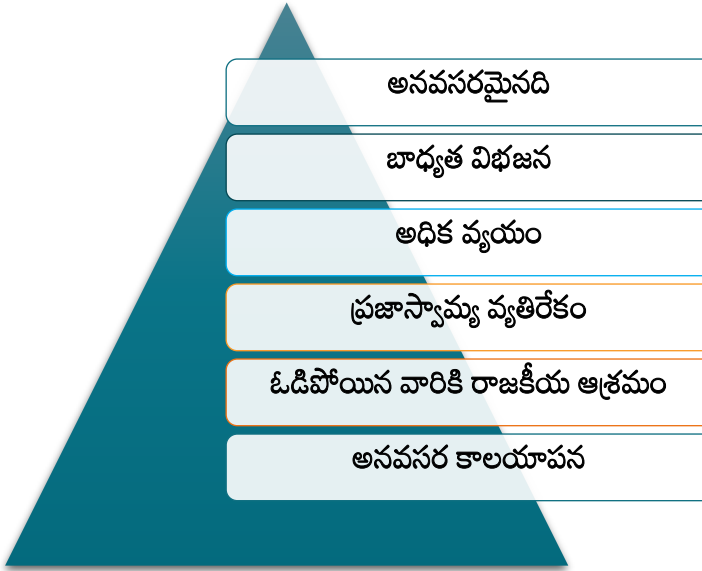 అనవసరమైనది
బాధ్యత విభజన
అధిక వ్యయం
ప్రజాస్వామ్య వ్యతిరేకం
ఓడిపోయిన వారికి రాజకీయ ఆశ్రమం
అనవసర కాలయాపన